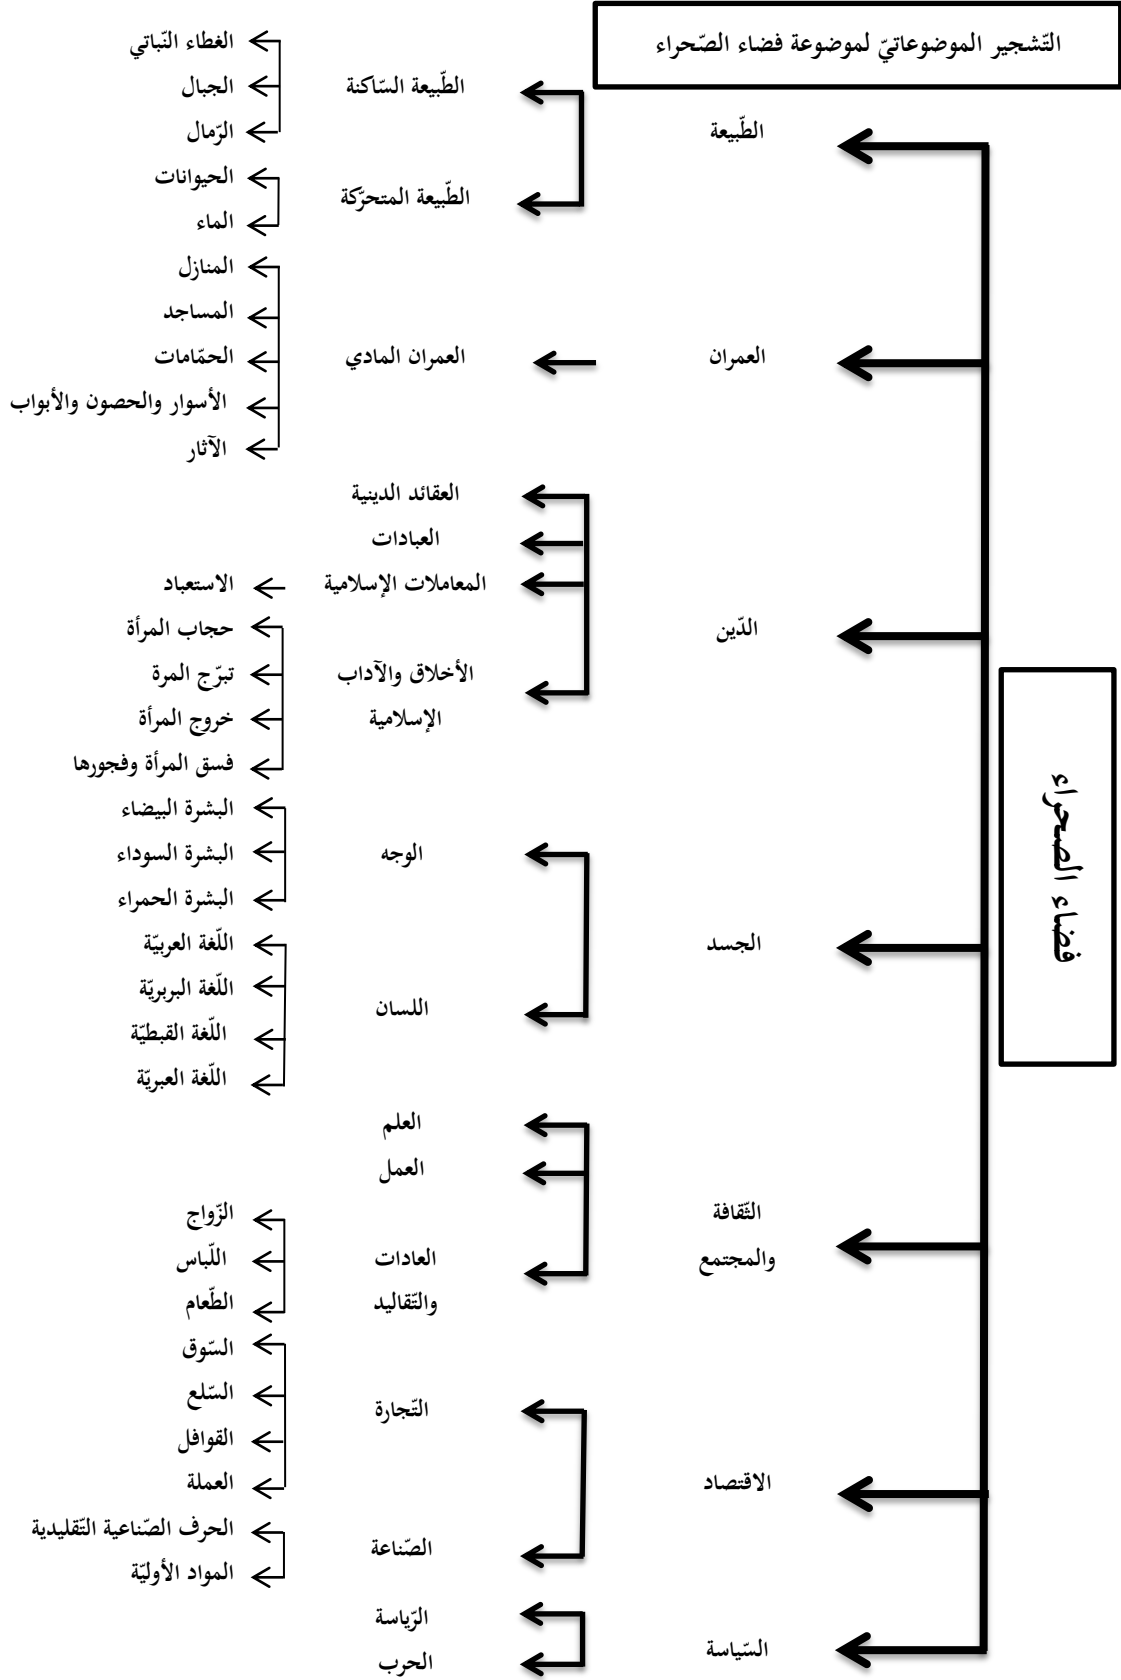 التّشجير الموضوعاتيّ لموضوعة فضاء الصّحراء
فضاء الصحراء
الطّبيعة
الطّبيعة السّاكنة
الغطاء النّباتي
الجبال
الرّمال
الطّبيعة المتحرّكة
الحيوانات
الماء
العمران
العمران المادي
المنازل
المساجد
الحمّامات
الأسوار والحصون والأبواب
الآثار
الدّين
العقائد الدينية
العبادات
المعاملات الإسلامية
الاستعباد
الأخلاق والآداب
الإسلامية
حجاب المرأة
تبرّج المرة
خروج المرأة
فسق المرأة وفجورها
الجسد
الوجه
البشرة البيضاء
البشرة السوداء
البشرة الحمراء
اللسان
اللّغة العربيّة
اللّغة البربريّة
اللّغة القبطيّة
اللّغة العبريّة
الثّقافة
والمجتمع
العلم
العمل
العادات
والتّقاليد
الزّواج
اللّباس
الطّعام
الاقتصاد
التّجارة
السّوق
السّلع
القوافل
العملة
الصّناعة
الحرف الصّناعية التّقليدية
المواد الأوليّة
السّياسة
الرّياسة
الحرب